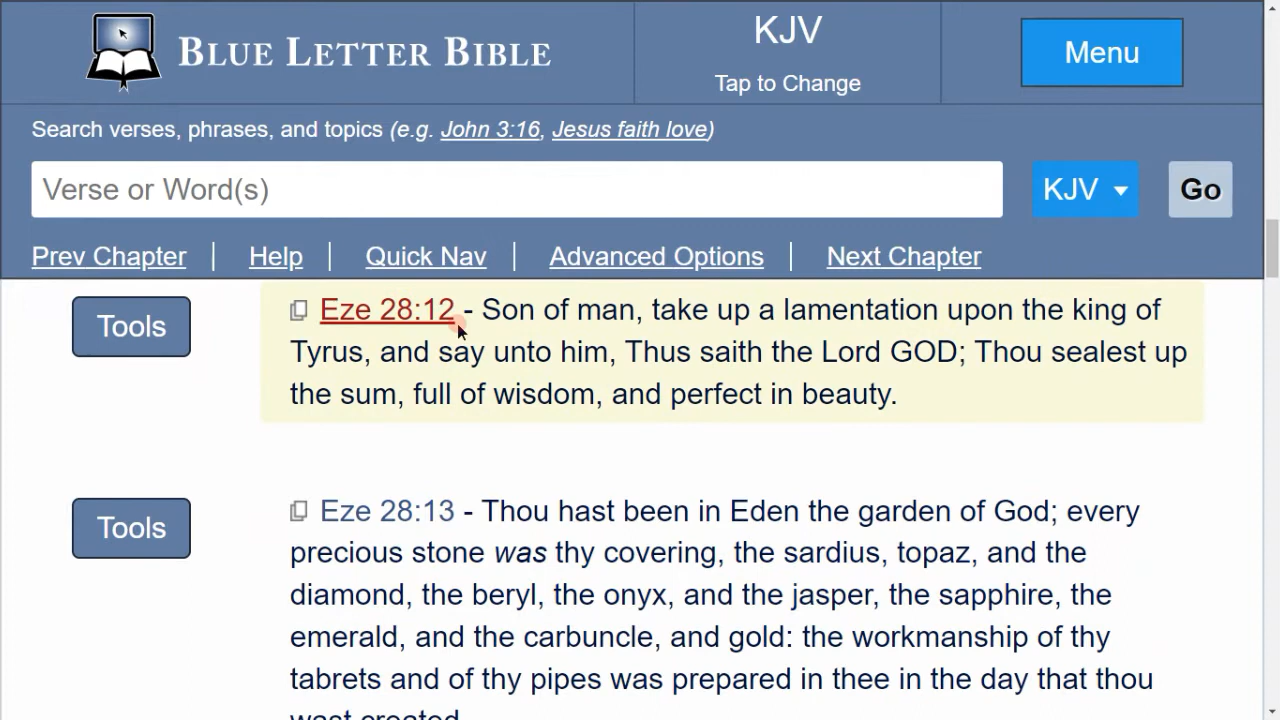 BLUE LETTER BIBLE
KJV
Tap to Change
Menu
Search verses, phrases, and topics (e.g. John 3:16, Jesus faith love)
Verse or Word(s)
KJV
Go
Prev Chapter
Help
Quick Nav
Advanced Options
Next Chapter
Tools
Eze 28:12 - Son of man, take up a lamentation upon the king of
Tyrus, and say unto him, Thus saith the Lord GOD; Thou sealest up
the sum, full of wisdom, and perfect in beauty.
Tools
Eze 28:13 - Thou hast been in Eden the garden of God; every
precious stone was thy covering, the sardius, topaz, and the
diamond, the beryl, the onyx, and the jasper, the sapphire, the
emerald, and the carbuncle, and gold: the workmanship of thy
tabrets and of thy pipes was prepared in thee in the day that thou
wast created.